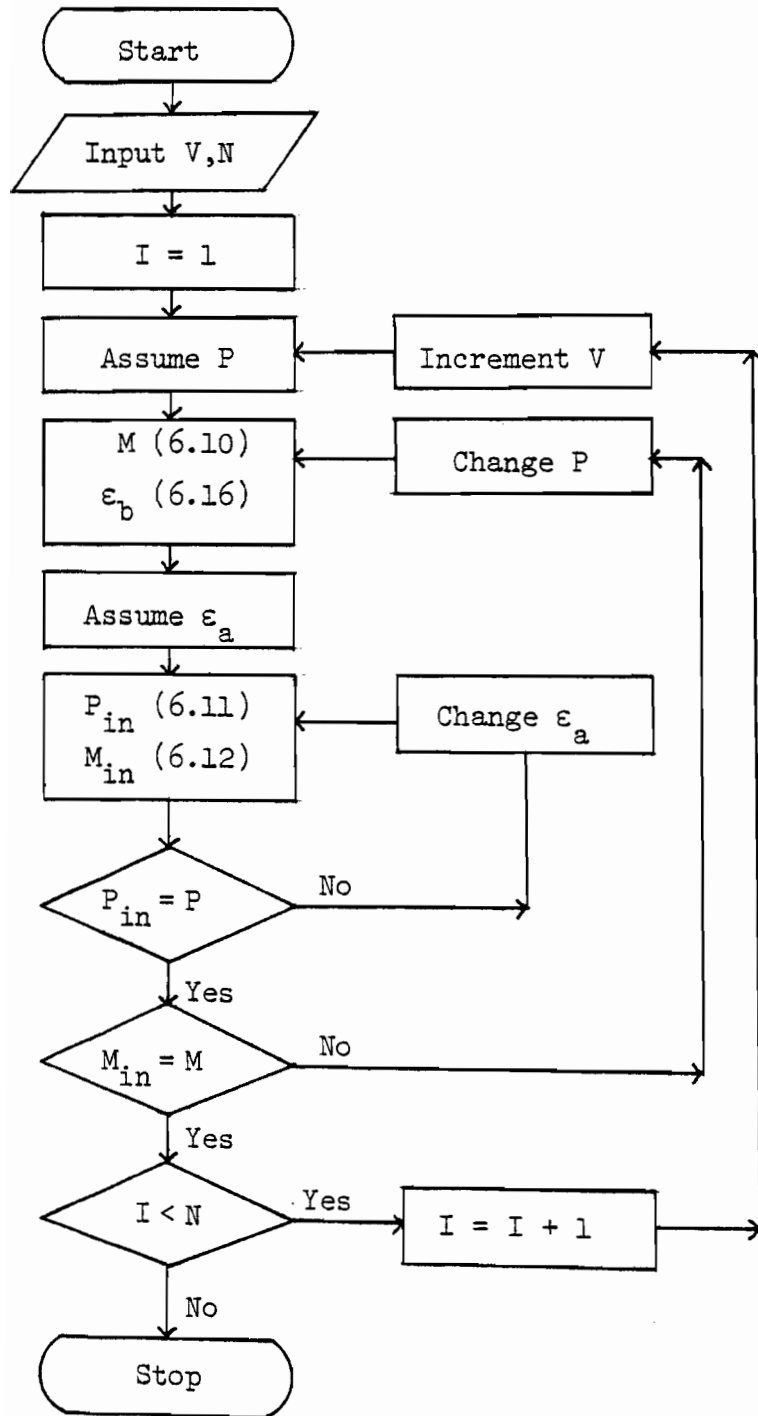 Start
Input V,N
I = 1
Assume P
Increment V
M (6.10)
ε_b (6.16)
Change P
Assume ε_a
P_in (6.11)
M_in (6.12)
Change ε_a
P_in = P
No
Yes
M_in = M
No
Yes
I < N
Yes
I = I + 1
No
Stop